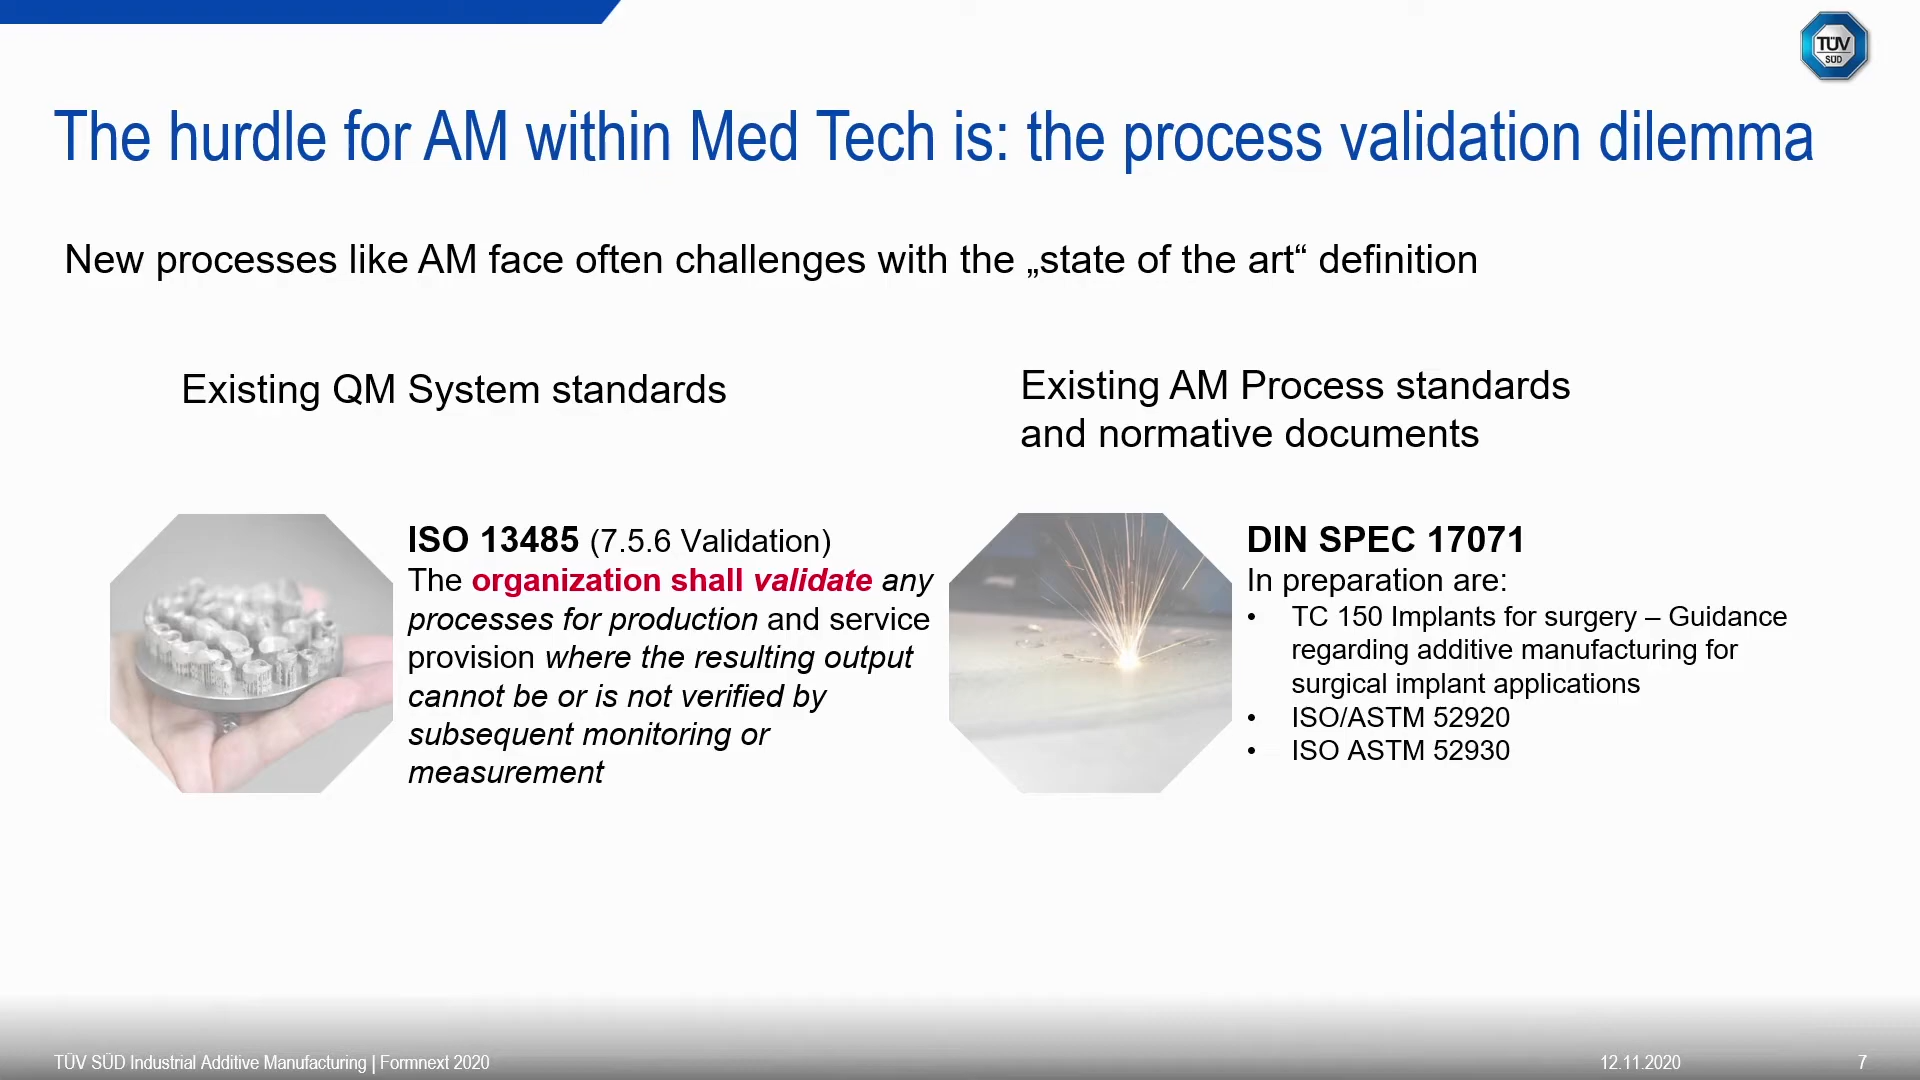 TÜV
SÜD
The hurdle for AM within Med Tech is: the process validation dilemma
New processes like AM face often challenges with the „state of the art“ definition
Existing QM System standards
ISO 13485 (7.5.6 Validation)
The organization shall validate any
processes for production and service
provision where the resulting output
cannot be or is not verified by
subsequent monitoring or
measurement
Existing AM Process standards
and normative documents
DIN SPEC 17071
In preparation are:
• TC 150 Implants for surgery – Guidance
regarding additive manufacturing for
surgical implant applications
• ISO/ASTM 52920
• ISO ASTM 52930
TÜV SÜD Industrial Additive Manufacturing | Formnext 2020
12.11.2020
7